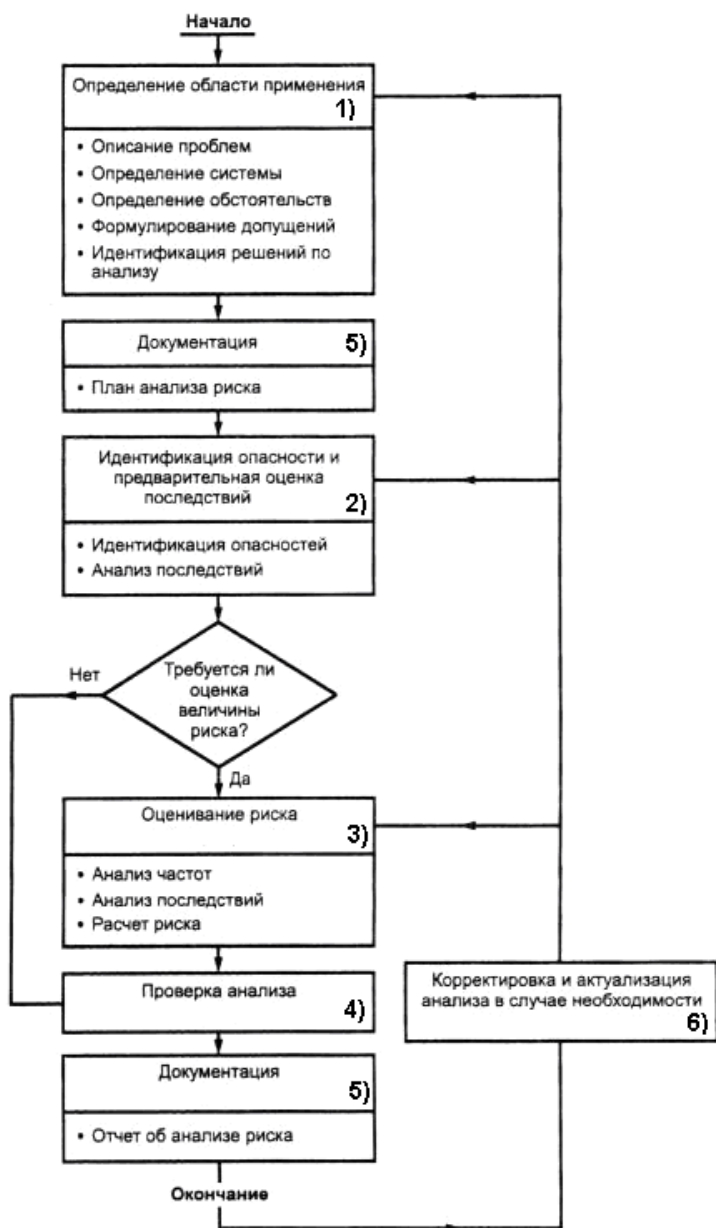 Начало
Определение области применения
1)
• Описание проблем
• Определение системы
• Определение обстоятельств
• Формулирование допущений
• Идентификация решений по
анализу
Документация
5)
• План анализа риска
Идентификация опасности и
предварительная оценка
последствий
2)
• Идентификация опасностей
• Анализ последствий
Нет
Требуется ли
оценка
величины
риска?
Да
Оценивание риска
3)
• Анализ частот
• Анализ последствий
• Расчет риска
Проверка анализа
4)
Корректировка и актуализация
анализа в случае необходимости
6)
Документация
5)
• Отчет об анализе риска
Окончание